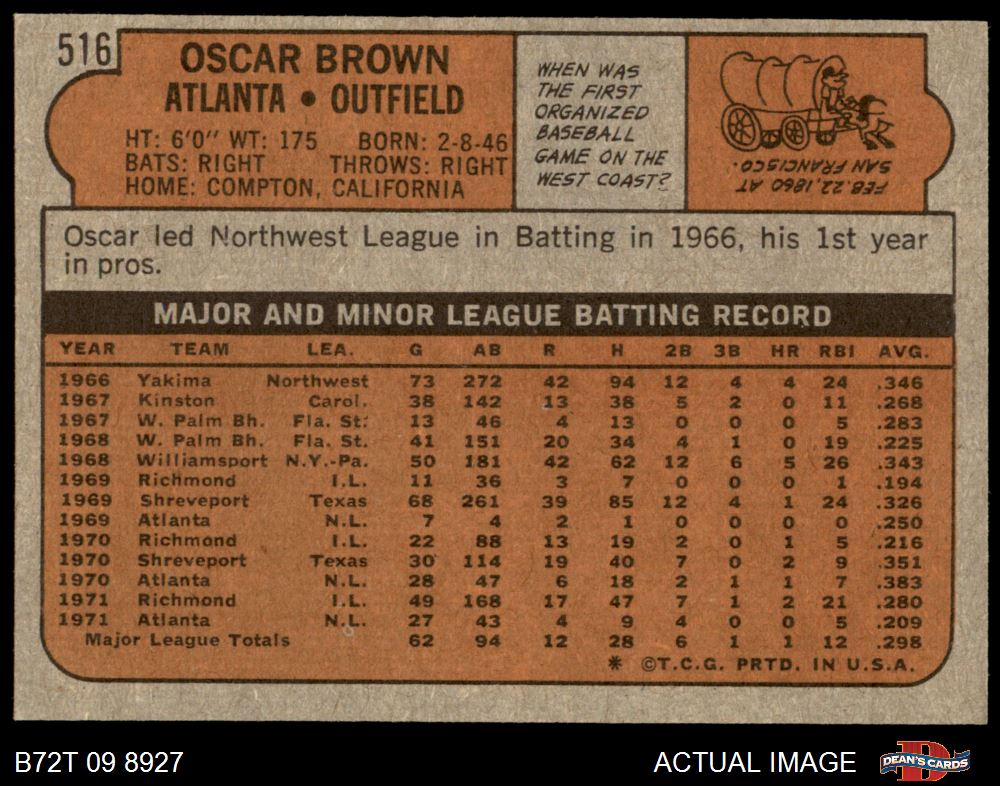 516
OSCAR BROWN
ATLANTA • OUTFIELD
HT: 6'0" WT: 175 BORN: 2-8-46
BATS: RIGHT THROWS: RIGHT
HOME: COMPTON, CALIFORNIA
WHEN WAS
THE FIRST
ORGANIZED
BASEBALL
GAME ON THE
WEST COAST?
FEB. 22, 1860 AT
SAN FRANCISCO.
Oscar led Northwest League in Batting in 1966, his 1st year
in pros.
MAJOR AND MINOR LEAGUE BATTING RECORD
YEAR TEAM LEA. G AB R H 2B 3B HR RBI AVG.
1966 Yakima Northwest 73 272 42 94 12 4 4 24 .346
1967 Kinston Carol. 38 142 13 38 5 2 0 11 .268
1967 W. Palm Bh. Fla. St. 13 46 4 13 0 0 0 5 .283
1968 W. Palm Bh. Fla. St. 41 151 20 34 4 1 0 19 .225
1968 Williamsport N.Y.-Pa. 50 181 42 62 12 6 5 26 .343
1969 Richmond I.L. 11 36 3 7 0 0 0 1 .194
1969 Shreveport Texas 68 261 39 85 12 4 1 24 .326
1969 Atlanta N.L. 7 4 2 1 0 0 0 0 .250
1970 Richmond I.L. 22 88 13 19 2 0 1 5 .216
1970 Shreveport Texas 30 114 19 40 7 0 2 9 .351
1970 Atlanta N.L. 28 47 6 18 2 1 1 7 .383
1971 Richmond I.L. 49 168 17 47 7 1 2 21 .280
1971 Atlanta N.L. 27 43 4 9 4 0 0 5 .209
Major League Totals 62 94 12 28 6 1 1 12 .298
* ©T.C.G. PRTD. IN U.S.A.
B72T 09 8927
ACTUAL IMAGE
D
DEAN'S CARDS